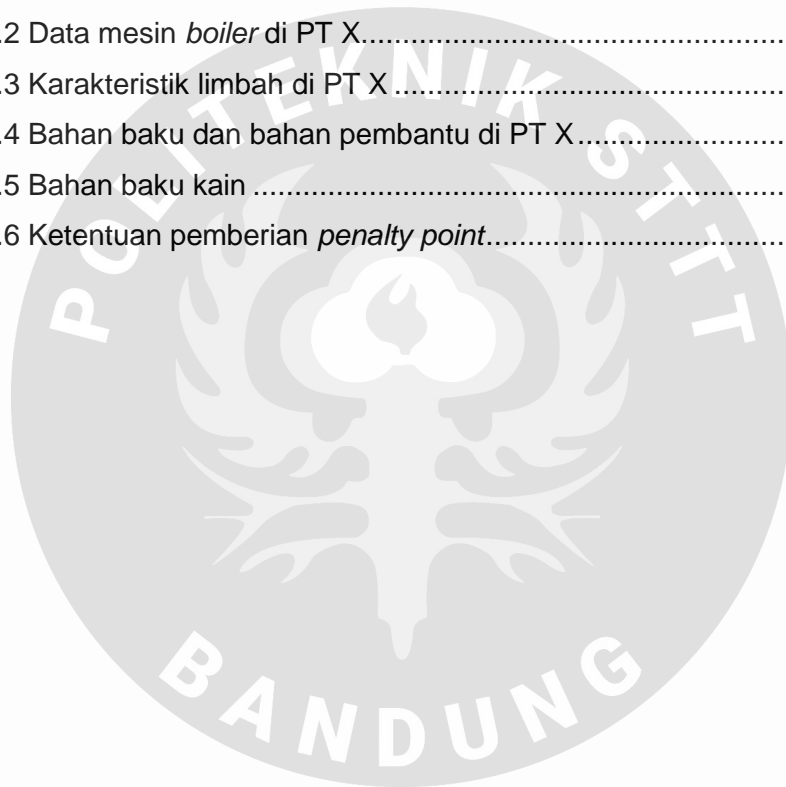 .2 Data mesin boiler di PT X..........................................................
.3 Karakteristik limbah di PT X......................................................
.4 Bahan baku dan bahan pembantu di PT X............................
.5 Bahan baku kain........................................................................
.6 Ketentuan pemberian penalty point.........................................
POLITEKNIK STTT
BANDUNG